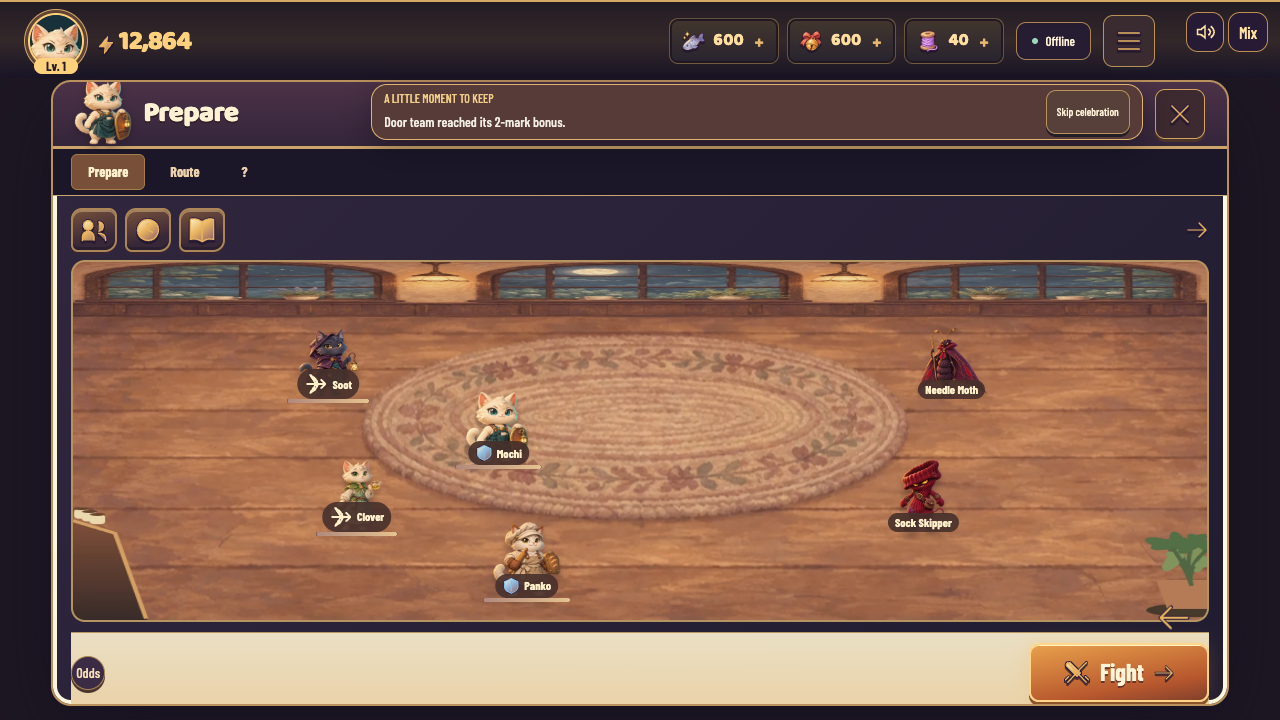 Lv. 1
12,864
600 +
600 +
40 +
Offline
Mix
Prepare
A LITTLE MOMENT TO KEEP
Door team reached its 2-mark bonus.
Skip celebration
Prepare
Route
?
Soot
Needle Moth
Mochi
Clover
Sock Skipper
Panko
Odds
Fight